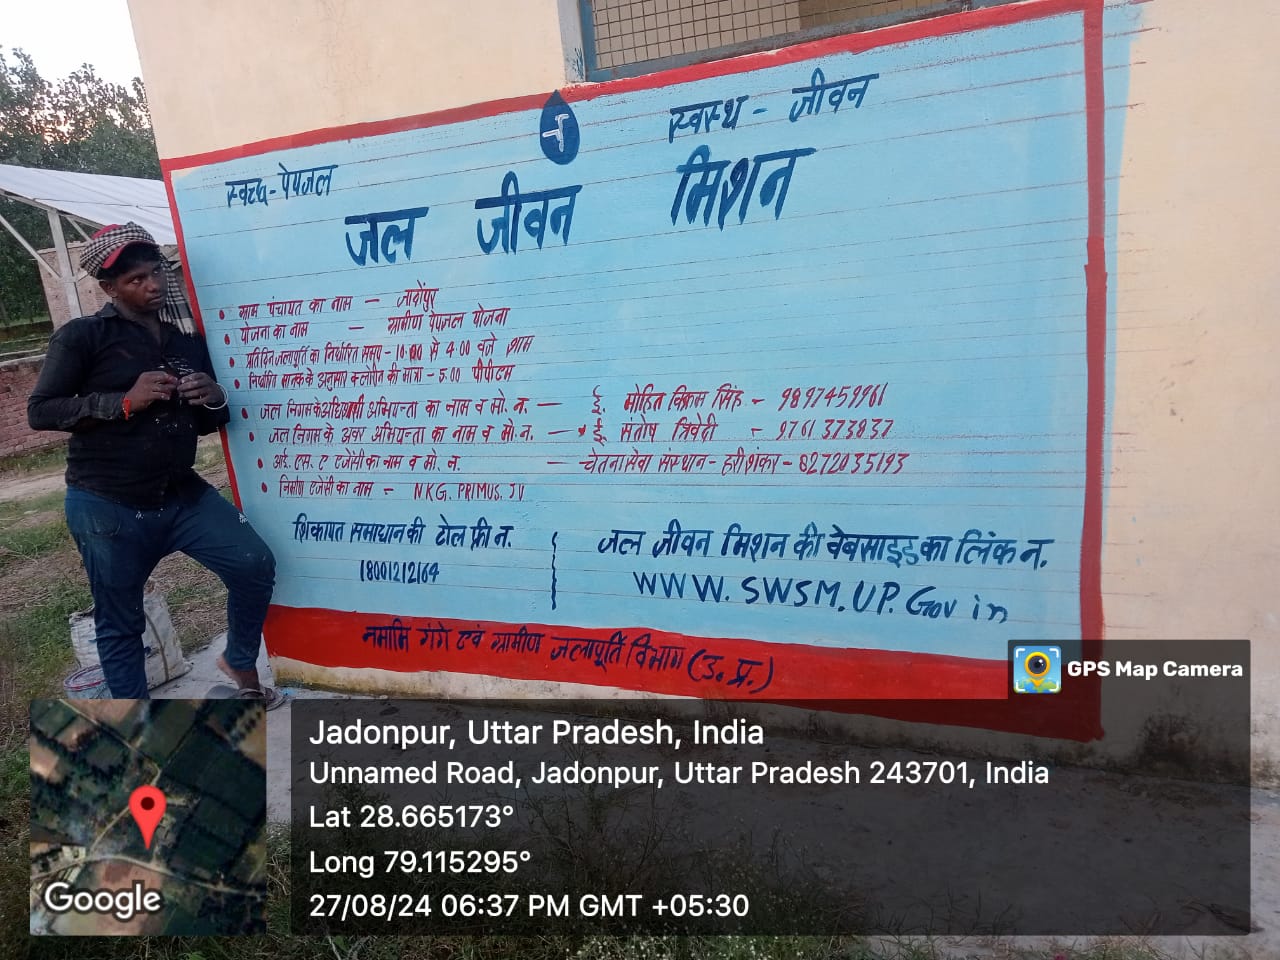 स्वच्छ-पेयजल
स्वस्थ - जीवन
जल जीवन मिशन
• ग्राम पंचायत का नाम — जादोंपुर
• योजना का नाम — ग्रामीण पेयजल योजना
• प्रतिदिन जलापूर्ति का निर्धारित समय - 10.00 से 4.00 बजे शाम
• निर्धारित मानक के अनुसार क्लोरीन की मात्रा - 5.00 पीपीएम
• जल निगम के अधिशासी अभियन्ता का नाम व मो. न. — ई. मोहित विक्रम सिंह - 9897459961
• जल निगम के अवर अभियन्ता का नाम व मो. न. — ई. संतोष त्रिवेदी - 9761373837
• आई. एस. ए एजेंसी का नाम व मो. न. — चेतना सेवा संस्थान - हरीशंकर - 8272035193
• निर्माण एजेंसी का नाम - NKG. PRIMUS. JV
शिकायत समाधान की टोल फ्री न.
18001212164
जल जीवन मिशन की वेबसाइड का लिंक न.
WWW. SWSM. UP. Gov in
नमामि गंगे एवं ग्रामीण जलापूर्ति विभाग (उ. प्र.)
GPS Map Camera
Jadonpur, Uttar Pradesh, India
Unnamed Road, Jadonpur, Uttar Pradesh 243701, India
Lat 28.665173°
Long 79.115295°
27/08/24 06:37 PM GMT +05:30
Google